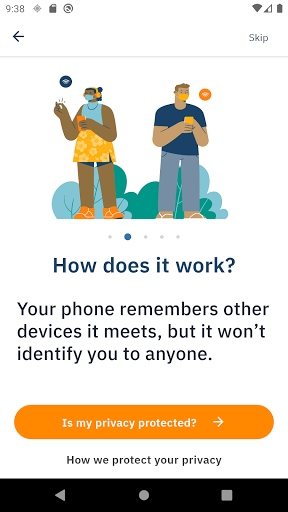 9:38
Skip
How does it work?
Your phone remembers other
devices it meets, but it won't
identify you to anyone.
Is my privacy protected?
How we protect your privacy